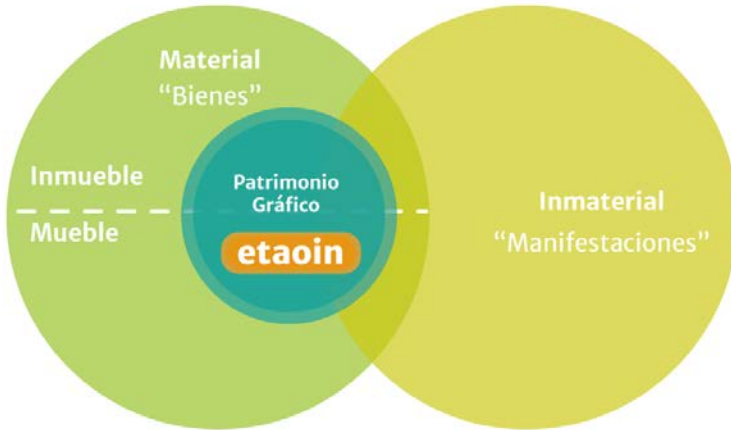 Material
“Bienes”
Inmueble
Mueble
Patrimonio
Gráfico
etaoin
Inmaterial
“Manifestaciones”